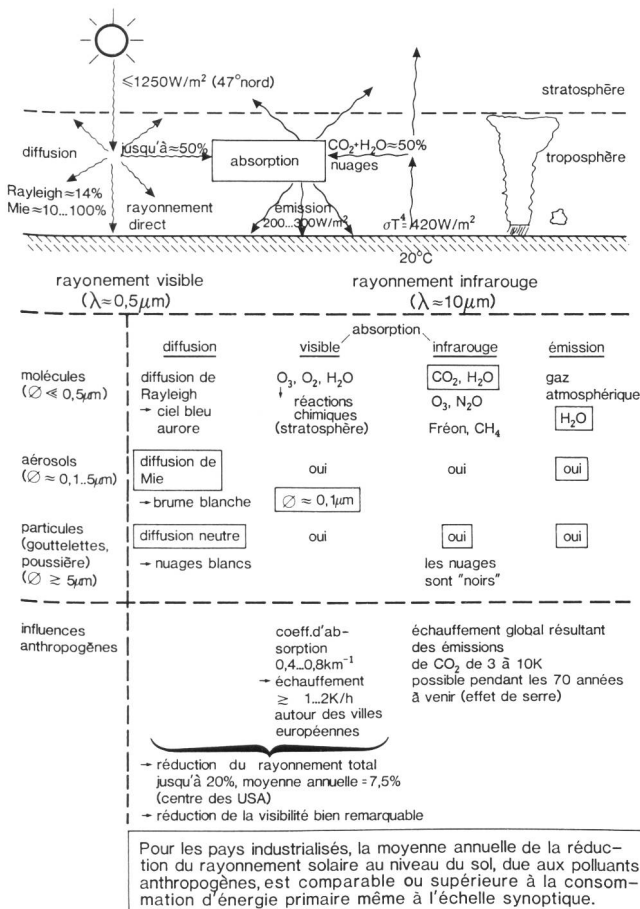 ≤1250W/m² (47°nord)
stratosphère
diffusion
jusqu'à≈50%
absorption
CO₂+H₂O≈50%
nuages
troposphère
Rayleigh≈14%
Mie≈10...100%
rayonnement
direct
émission
200...300W/m²
σT⁴=420W/m²
20°C
rayonement visible
(λ≈0,5μm)
rayonnement infrarouge
(λ≈10μm)
absorption
diffusion
visible
infrarouge
émission
molécules
(∅ ≪ 0,5μm)
diffusion de
Rayleigh
→ ciel bleu
aurore
O₃, O₂, H₂O
↓
réactions
chimiques
(stratosphère)
CO₂, H₂O
O₃, N₂O
Fréon, CH₄
gaz
atmosphérique
H₂O
aérosols
(∅ ≈ 0,1..5μm)
diffusion de
Mie
→ brume blanche
oui
∅ ≈ 0,1μm
oui
oui
particules
(gouttelettes,
poussière)
(∅ ≳ 5μm)
diffusion neutre
→ nuages blancs
oui
oui
les nuages
sont "noirs"
oui
influences
anthropogènes
coeff.d'ab-
sorption
0,4...0,8km⁻¹
→ échauffement
≳ 1...2K/h
autour des villes
européennes
échauffement global résultant
des émissions
de CO₂ de 3 à 10K
possible pendant les 70 années
à venir (effet de serre)
→ réduction du rayonnement total
jusqu'à 20%, moyenne annuelle = 7,5%
(centre des USA)
→ réduction de la visibilité bien remarquable
Pour les pays industrialisés, la moyenne annuelle de la réduc-
tion du rayonnement solaire au niveau du sol, due aux polluants
anthropogènes, est comparable ou supérieure à la consom-
mation d'énergie primaire même à l'échelle synoptique.